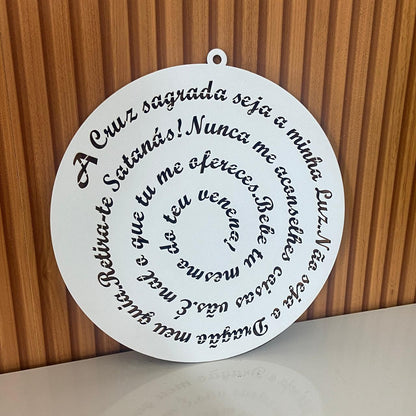 A Cruz sagrada seja a minha Luz.Não seja o Dragão meu guia.Retira-te Satanás!Nunca me aconselhes coisas vãs.É mal o que tu me ofereces.Bebe tu mesmo do teu veneno!